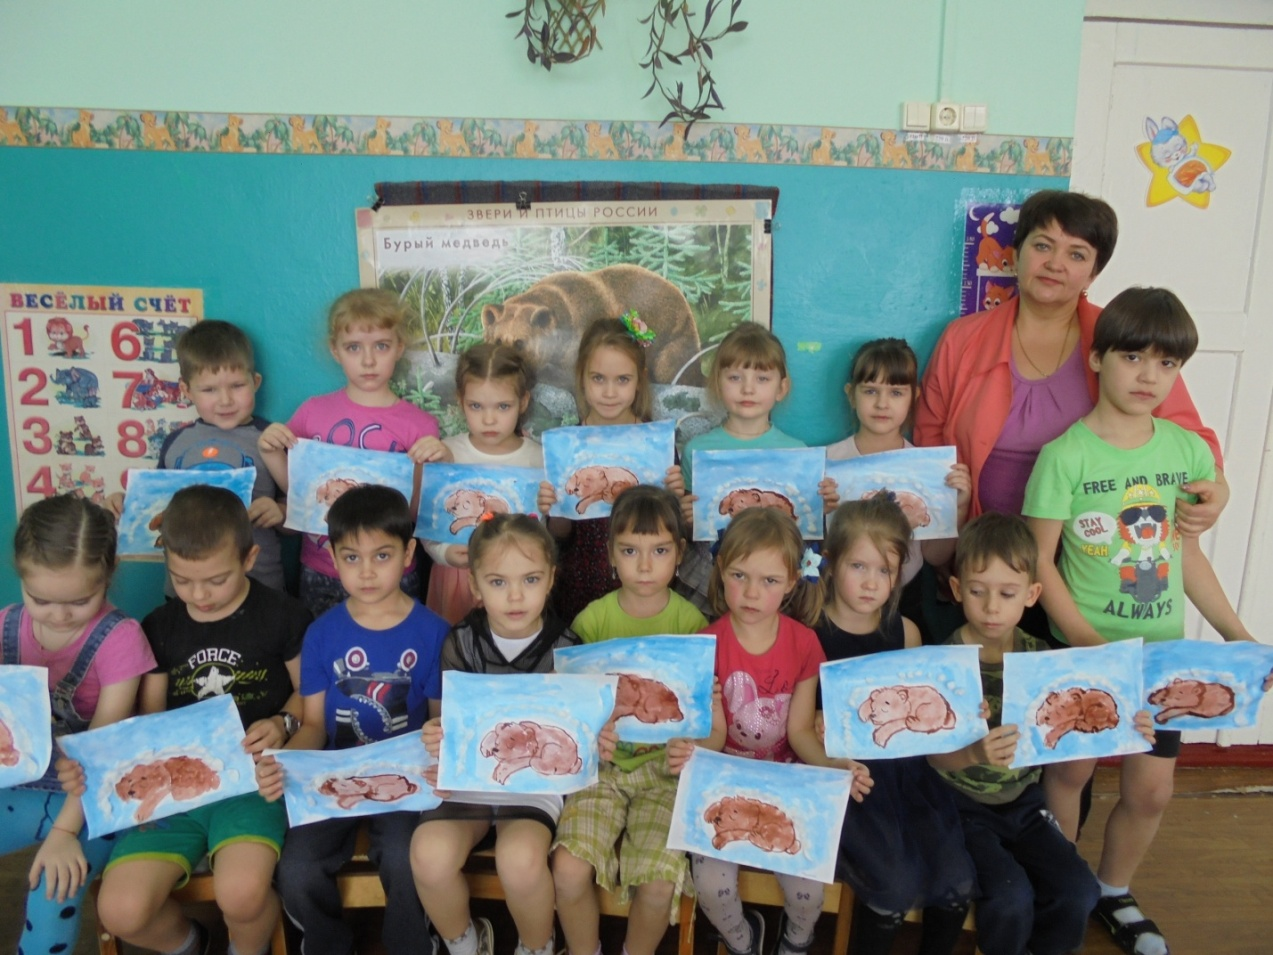 ЗВЕРИ И ПТИЦЫ РОССИИ
Бурый медведь
ВЕСЁЛЫЙ СЧЁТ
1 6
2 7
3 8
4
FREE AND BRAVE
STAY
COOL
YEAH
ALWAYS
FORCE